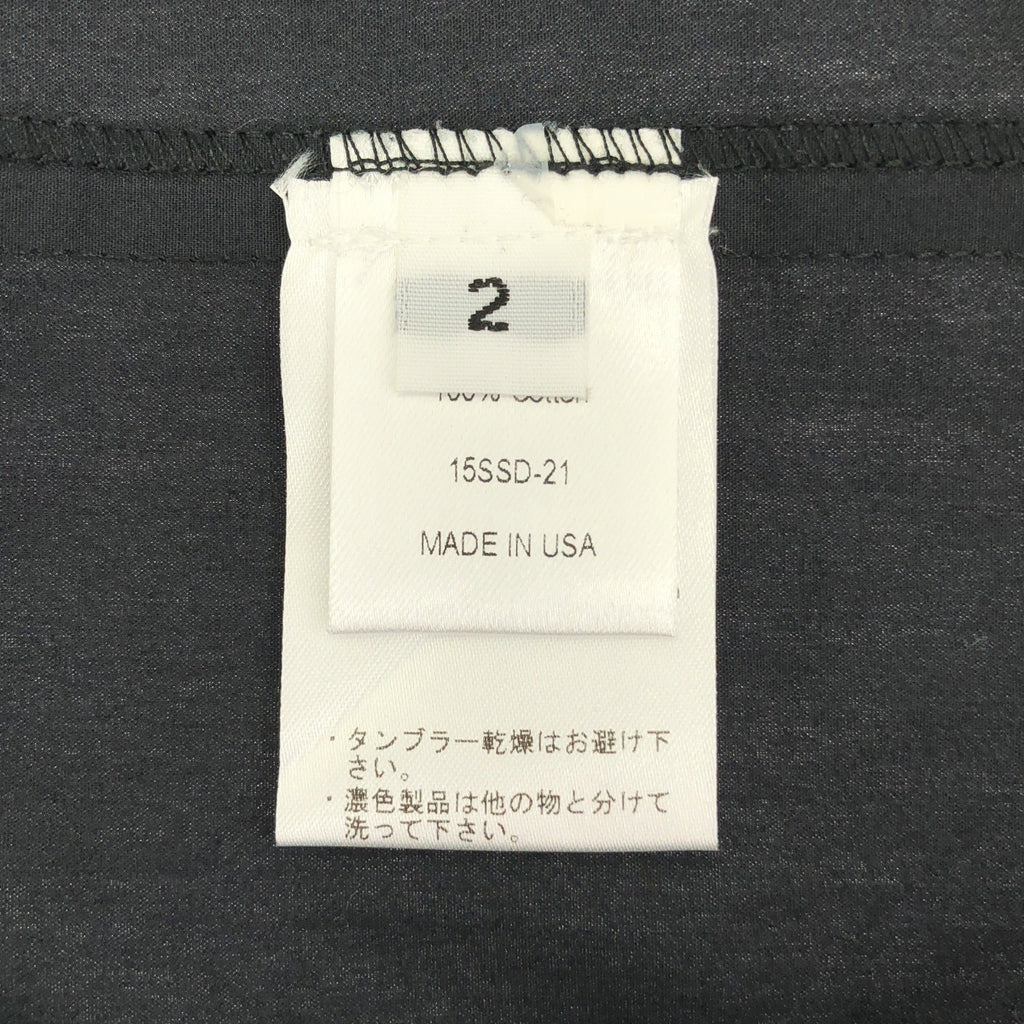 2
100% Cotton
15SSD-21
MADE IN USA
・タンブラー乾燥はお避け下
さい。
・濃色製品は他の物と分けて
洗って下さい。